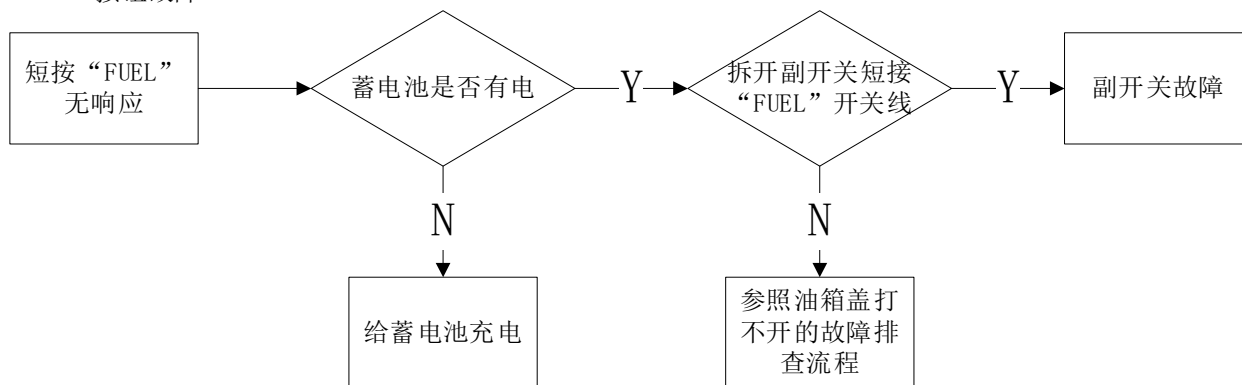 短按“FUEL”
无响应
蓄电池是否有电
Y
拆开副开关短接
“FUEL”开关线
Y
副开关故障
N
N
给蓄电池充电
参照油箱盖打
不开的故障排
查流程